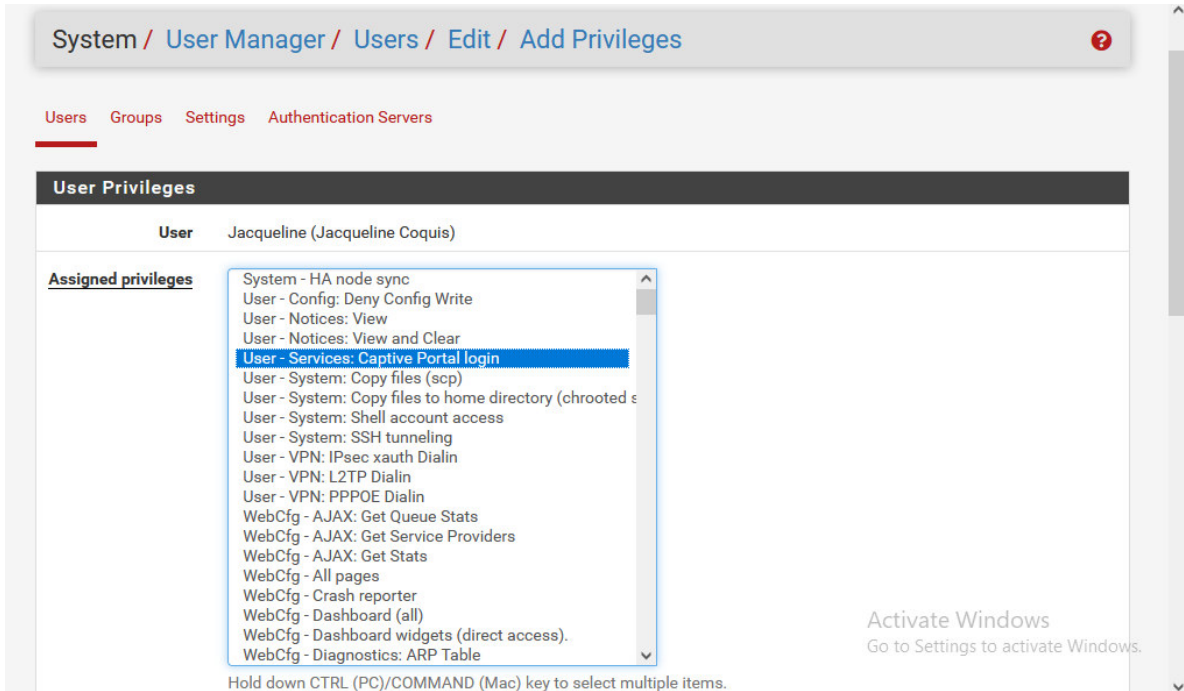 System / User Manager / Users / Edit / Add Privileges
Users Groups Settings Authentication Servers
User Privileges
User Jacqueline (Jacqueline Coquis)
Assigned privileges
System - HA node sync
User - Config: Deny Config Write
User - Notices: View
User - Notices: View and Clear
User - Services: Captive Portal login
User - System: Copy files (scp)
User - System: Copy files to home directory (chrooted s
User - System: Shell account access
User - System: SSH tunneling
User - VPN: IPsec xauth Dialin
User - VPN: L2TP Dialin
User - VPN: PPPOE Dialin
WebCfg - AJAX: Get Queue Stats
WebCfg - AJAX: Get Service Providers
WebCfg - AJAX: Get Stats
WebCfg - All pages
WebCfg - Crash reporter
WebCfg - Dashboard (all)
WebCfg - Dashboard widgets (direct access).
WebCfg - Diagnostics: ARP Table
Hold down CTRL (PC)/COMMAND (Mac) key to select multiple items.
Activate Windows
Go to Settings to activate Windows.